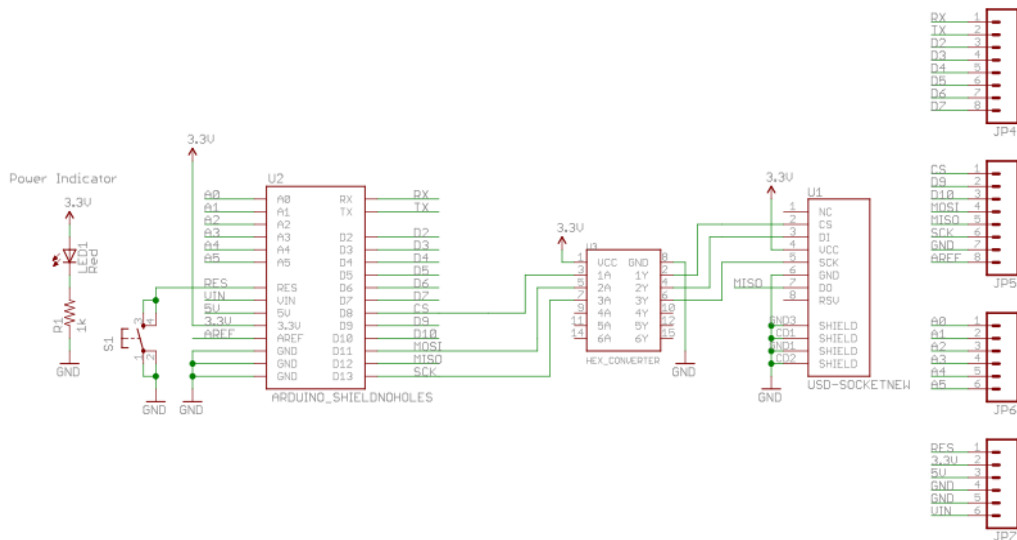 Power Indicator
3.3V
LED1
Red
R1
1k
GND
S1
3
4
1
2
GND
3.3V
GND
U2
A0 A0 RX RX
A1 A1 TX TX
A2 A2
A3 A3 D2 D2
A4 A4 D3 D3
A5 A5 D4 D4
D5 D5
RES RES D6 D6
VIN VIN D7 D7
5V 5V D8 CS
3.3V 3.3V D9 D9
AREF AREF D10 D10
GND D11 MOSI
GND D12 MISO
GND D13 SCK
ARDUINO_SHIELDNOHOLES
3.3V
U3
1 VCC GND 8
3 1A 1Y 2
5 2A 2Y 4
7 3A 3Y 6
9 4A 4Y 10
11 5A 5Y 12
14 6A 6Y 15
HEX_CONVERTER
GND
3.3V
U1
1 NC
2 CS
3 DI
4 VCC
5 SCK
6 GND
MISO 7 DO
8 RSV
GND3 SHIELD
CD1 SHIELD
GND1 SHIELD
CD2 SHIELD
USD-SOCKETNEW
GND
RX 1
TX 2
D2 3
D3 4
D4 5
D5 6
D6 7
D7 8
JP4
CS 1
D9 2
D10 3
MOSI 4
MISO 5
SCK 6
GND 7
AREF 8
JP5
A0 1
A1 2
A2 3
A3 4
A4 5
A5 6
JP6
RES 1
3.3V 2
5V 3
GND 4
GND 5
VIN 6
JP7